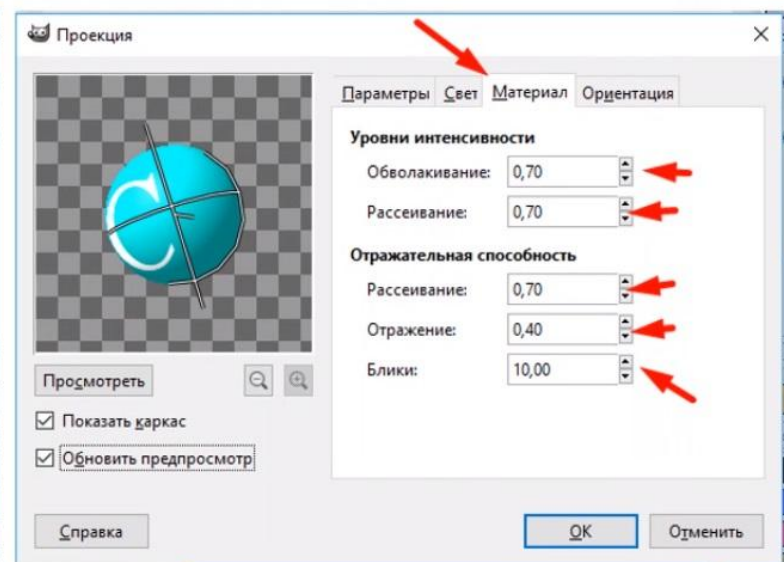 Проекция
Параметры Свет Материал Ориентация
Уровни интенсивности
Обволакивание: 0,70
Рассеивание: 0,70
Отражательная способность
Рассеивание: 0,70
Отражение: 0,40
Блики: 10,00
C
Просмотреть
Показать каркас
Обновить предпросмотр
Справка
OK
Отменить